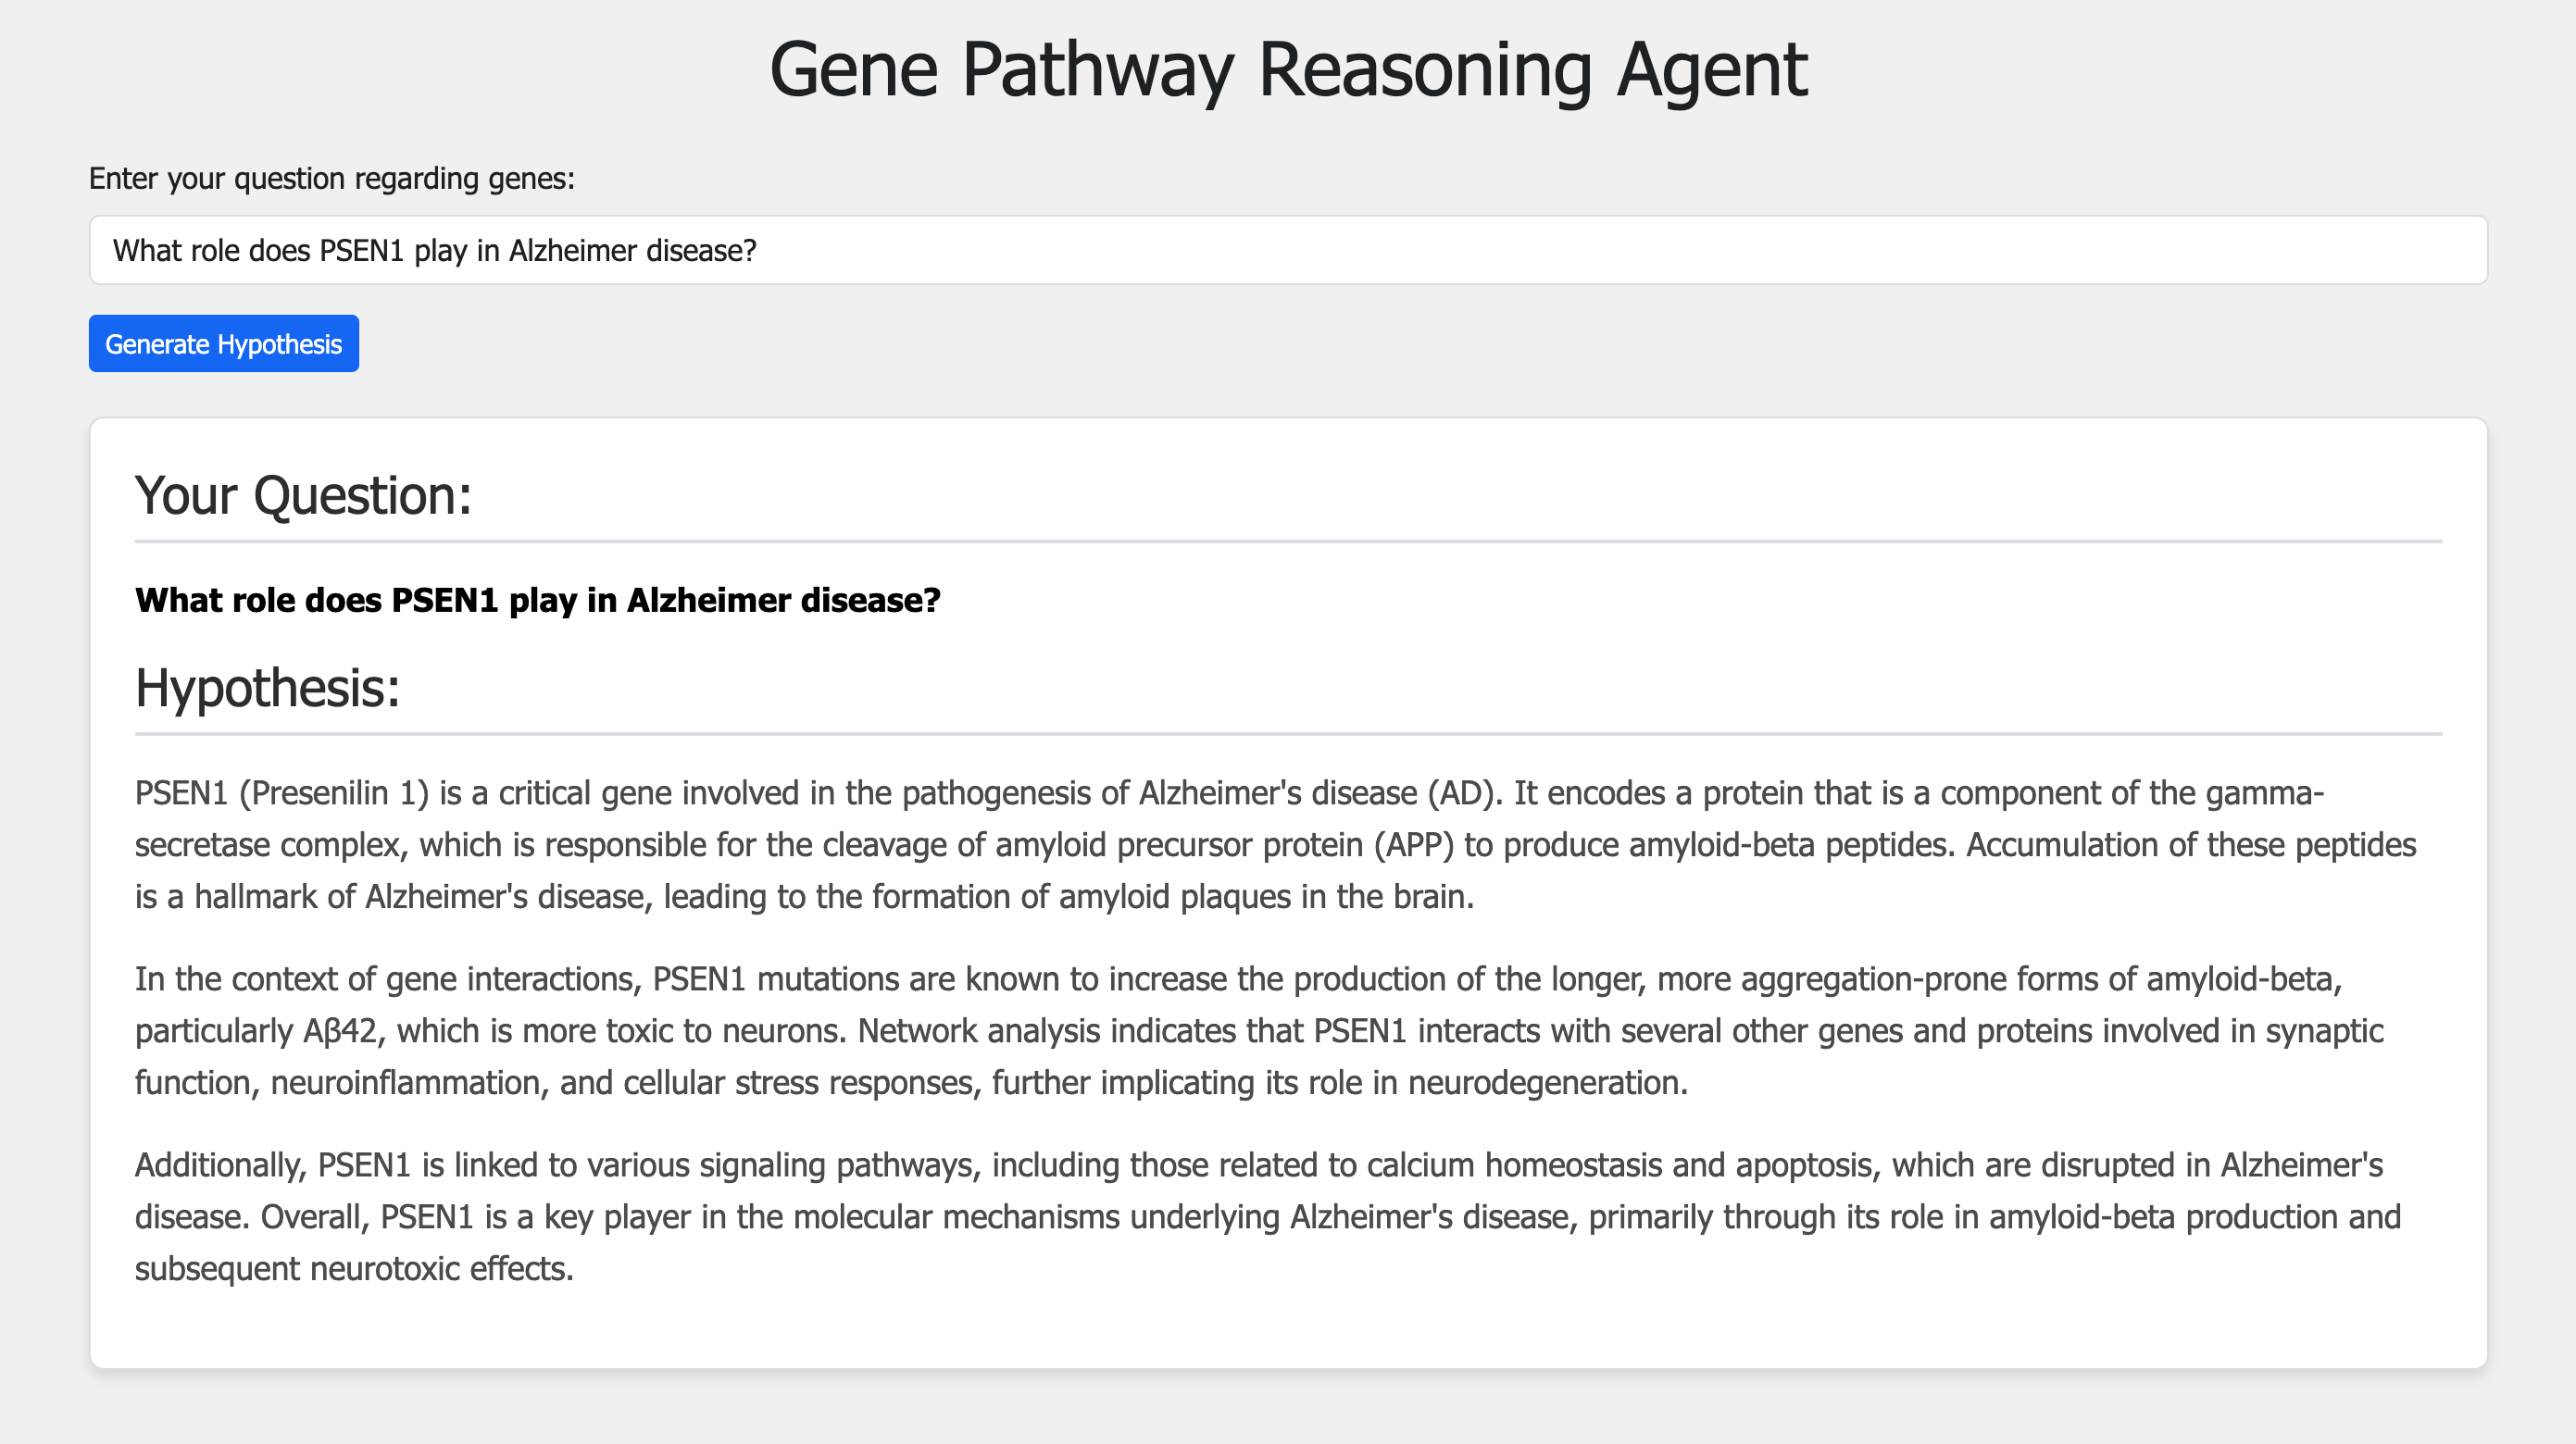 Gene Pathway Reasoning Agent
Enter your question regarding genes:
What role does PSEN1 play in Alzheimer disease?
Generate Hypothesis
Your Question:
What role does PSEN1 play in Alzheimer disease?
Hypothesis:
PSEN1 (Presenilin 1) is a critical gene involved in the pathogenesis of Alzheimer's disease (AD). It encodes a protein that is a component of the gamma-
secretase complex, which is responsible for the cleavage of amyloid precursor protein (APP) to produce amyloid-beta peptides. Accumulation of these peptides
is a hallmark of Alzheimer's disease, leading to the formation of amyloid plaques in the brain.
In the context of gene interactions, PSEN1 mutations are known to increase the production of the longer, more aggregation-prone forms of amyloid-beta,
particularly Aβ42, which is more toxic to neurons. Network analysis indicates that PSEN1 interacts with several other genes and proteins involved in synaptic
function, neuroinflammation, and cellular stress responses, further implicating its role in neurodegeneration.
Additionally, PSEN1 is linked to various signaling pathways, including those related to calcium homeostasis and apoptosis, which are disrupted in Alzheimer's
disease. Overall, PSEN1 is a key player in the molecular mechanisms underlying Alzheimer's disease, primarily through its role in amyloid-beta production and
subsequent neurotoxic effects.